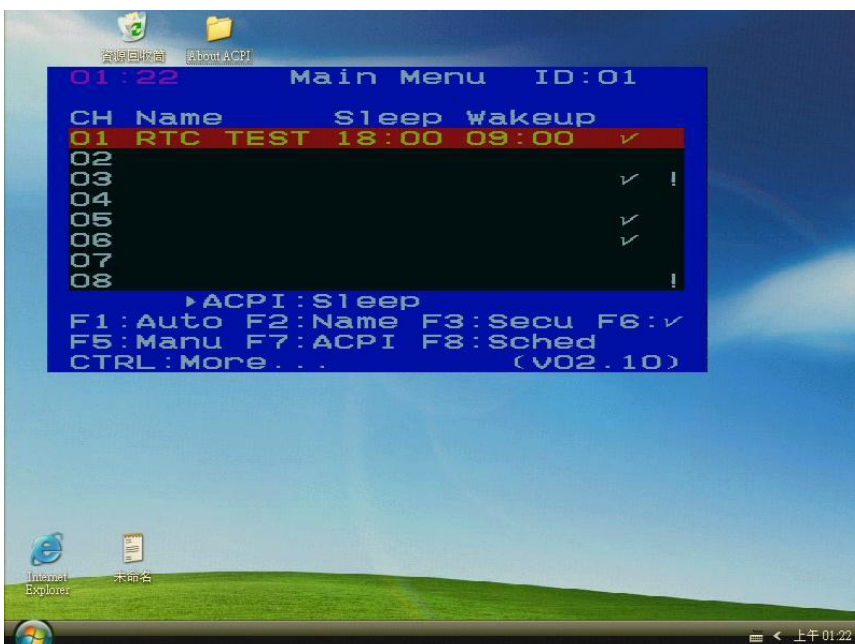 資源回收筒 About ACPI
01:22 Main Menu ID:01
CH Name Sleep Wakeup
01 RTC TEST 18:00 09:00 ✓
02
03 ✓ !
04
05 ✓
06 ✓
07
08 !
▶ACPI:Sleep
F1:Auto F2:Name F3:Secu F6:✓
F5:Manu F7:ACPI F8:Sched
CTRL:More... (v02.10)
Internet Explorer
未命名
上午 01:22